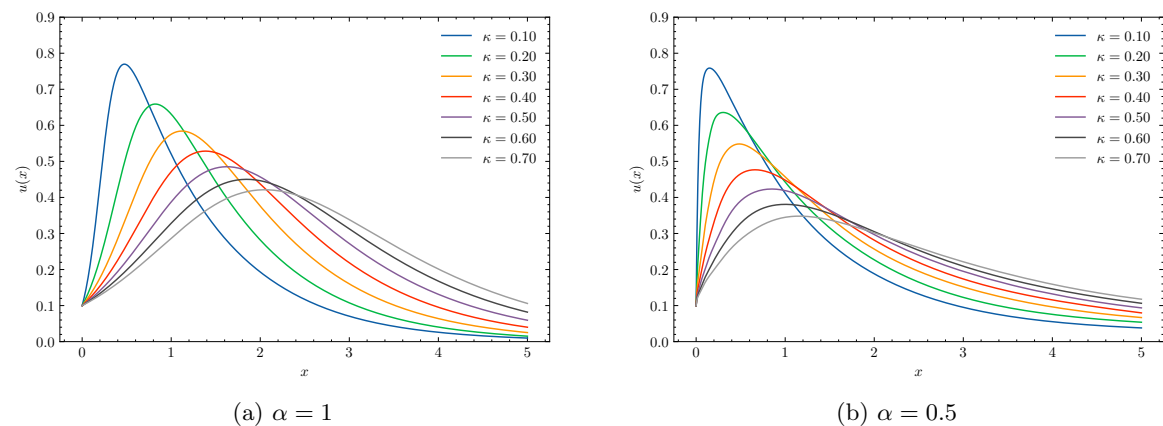 0.9
0.8
0.7
0.6
0.5
0.4
0.3
0.2
0.1
0.0
u(x)
0 1 2 3 4 5
x
κ = 0.10
κ = 0.20
κ = 0.30
κ = 0.40
κ = 0.50
κ = 0.60
κ = 0.70
(a) α = 1
0.9
0.8
0.7
0.6
0.5
0.4
0.3
0.2
0.1
0.0
u(x)
0 1 2 3 4 5
x
κ = 0.10
κ = 0.20
κ = 0.30
κ = 0.40
κ = 0.50
κ = 0.60
κ = 0.70
(b) α = 0.5